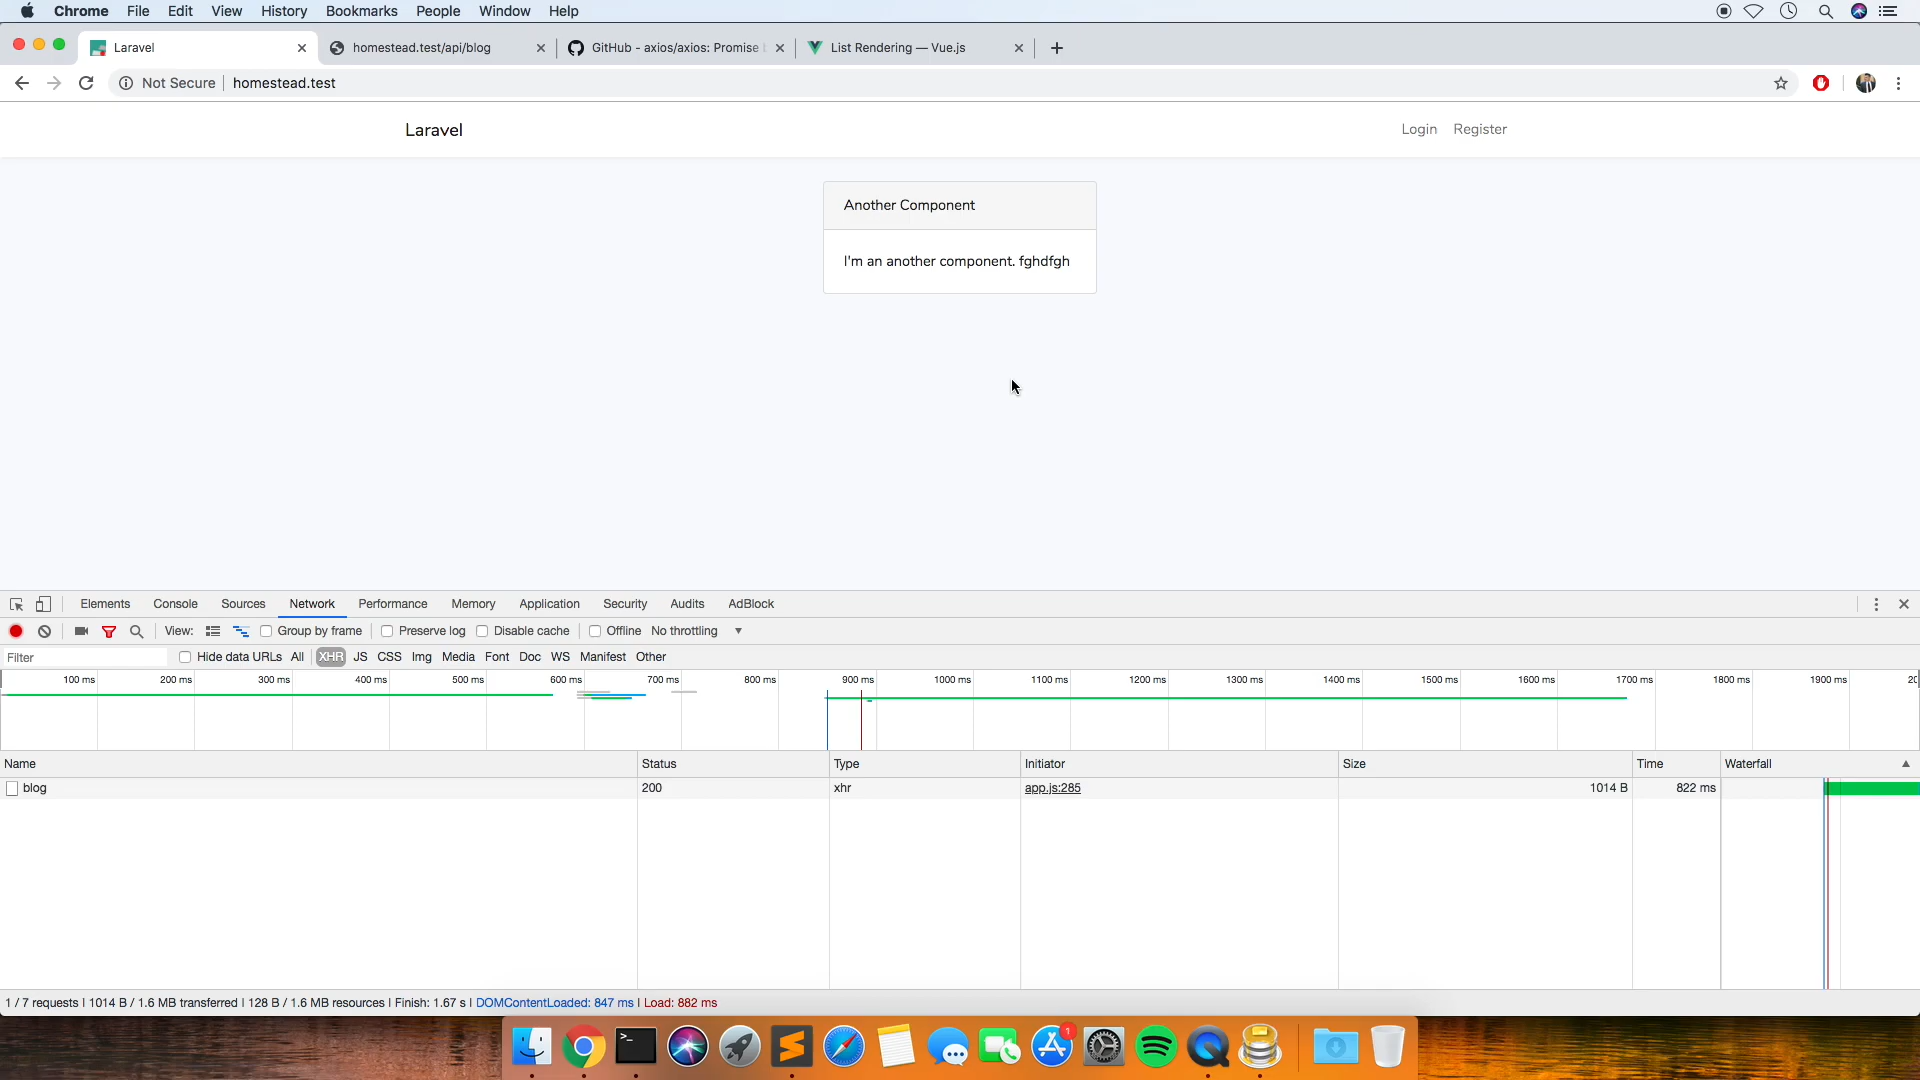 Chrome File Edit View History Bookmarks People Window Help
Laravel homestead.test/api/blog GitHub - axios/axios: Promise List Rendering — Vue.js
Not Secure homestead.test
Laravel Login Register
Another Component
I'm an another component. fghdfgh
Elements Console Sources Network Performance Memory Application Security Audits AdBlock
View: Group by frame Preserve log Disable cache Offline No throttling
Filter Hide data URLs All XHR JS CSS Img Media Font Doc WS Manifest Other
100 ms 200 ms 300 ms 400 ms 500 ms 600 ms 700 ms 800 ms 900 ms 1000 ms 1100 ms 1200 ms 1300 ms 1400 ms 1500 ms 1600 ms 1700 ms 1800 ms 1900 ms
Name Status Type Initiator Size Time Waterfall
blog 200 xhr app.js:285 1014 B 822 ms
1 / 7 requests | 1014 B / 1.6 MB transferred | 128 B / 1.6 MB resources | Finish: 1.67 s | DOMContentLoaded: 847 ms | Load: 882 ms
1